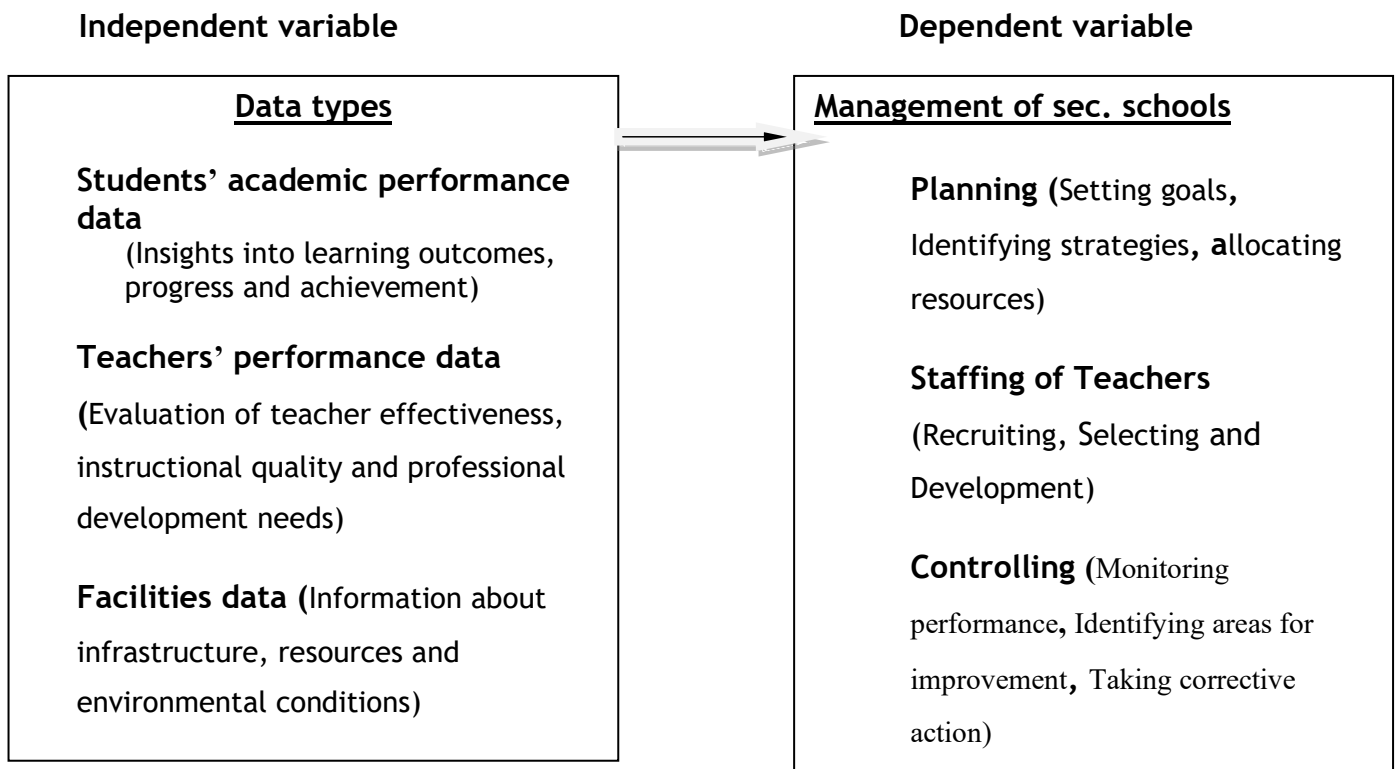 Independent variable
Dependent variable
Data types
Students’ academic performance
data
(Insights into learning outcomes,
progress and achievement)
Teachers’ performance data
(Evaluation of teacher effectiveness,
instructional quality and professional
development needs)
Facilities data (Information about
infrastructure, resources and
environmental conditions)
Management of sec. schools
Planning (Setting goals,
Identifying strategies, allocating
resources)
Staffing of Teachers
(Recruiting, Selecting and
Development)
Controlling (Monitoring
performance, Identifying areas for
improvement, Taking corrective
action)